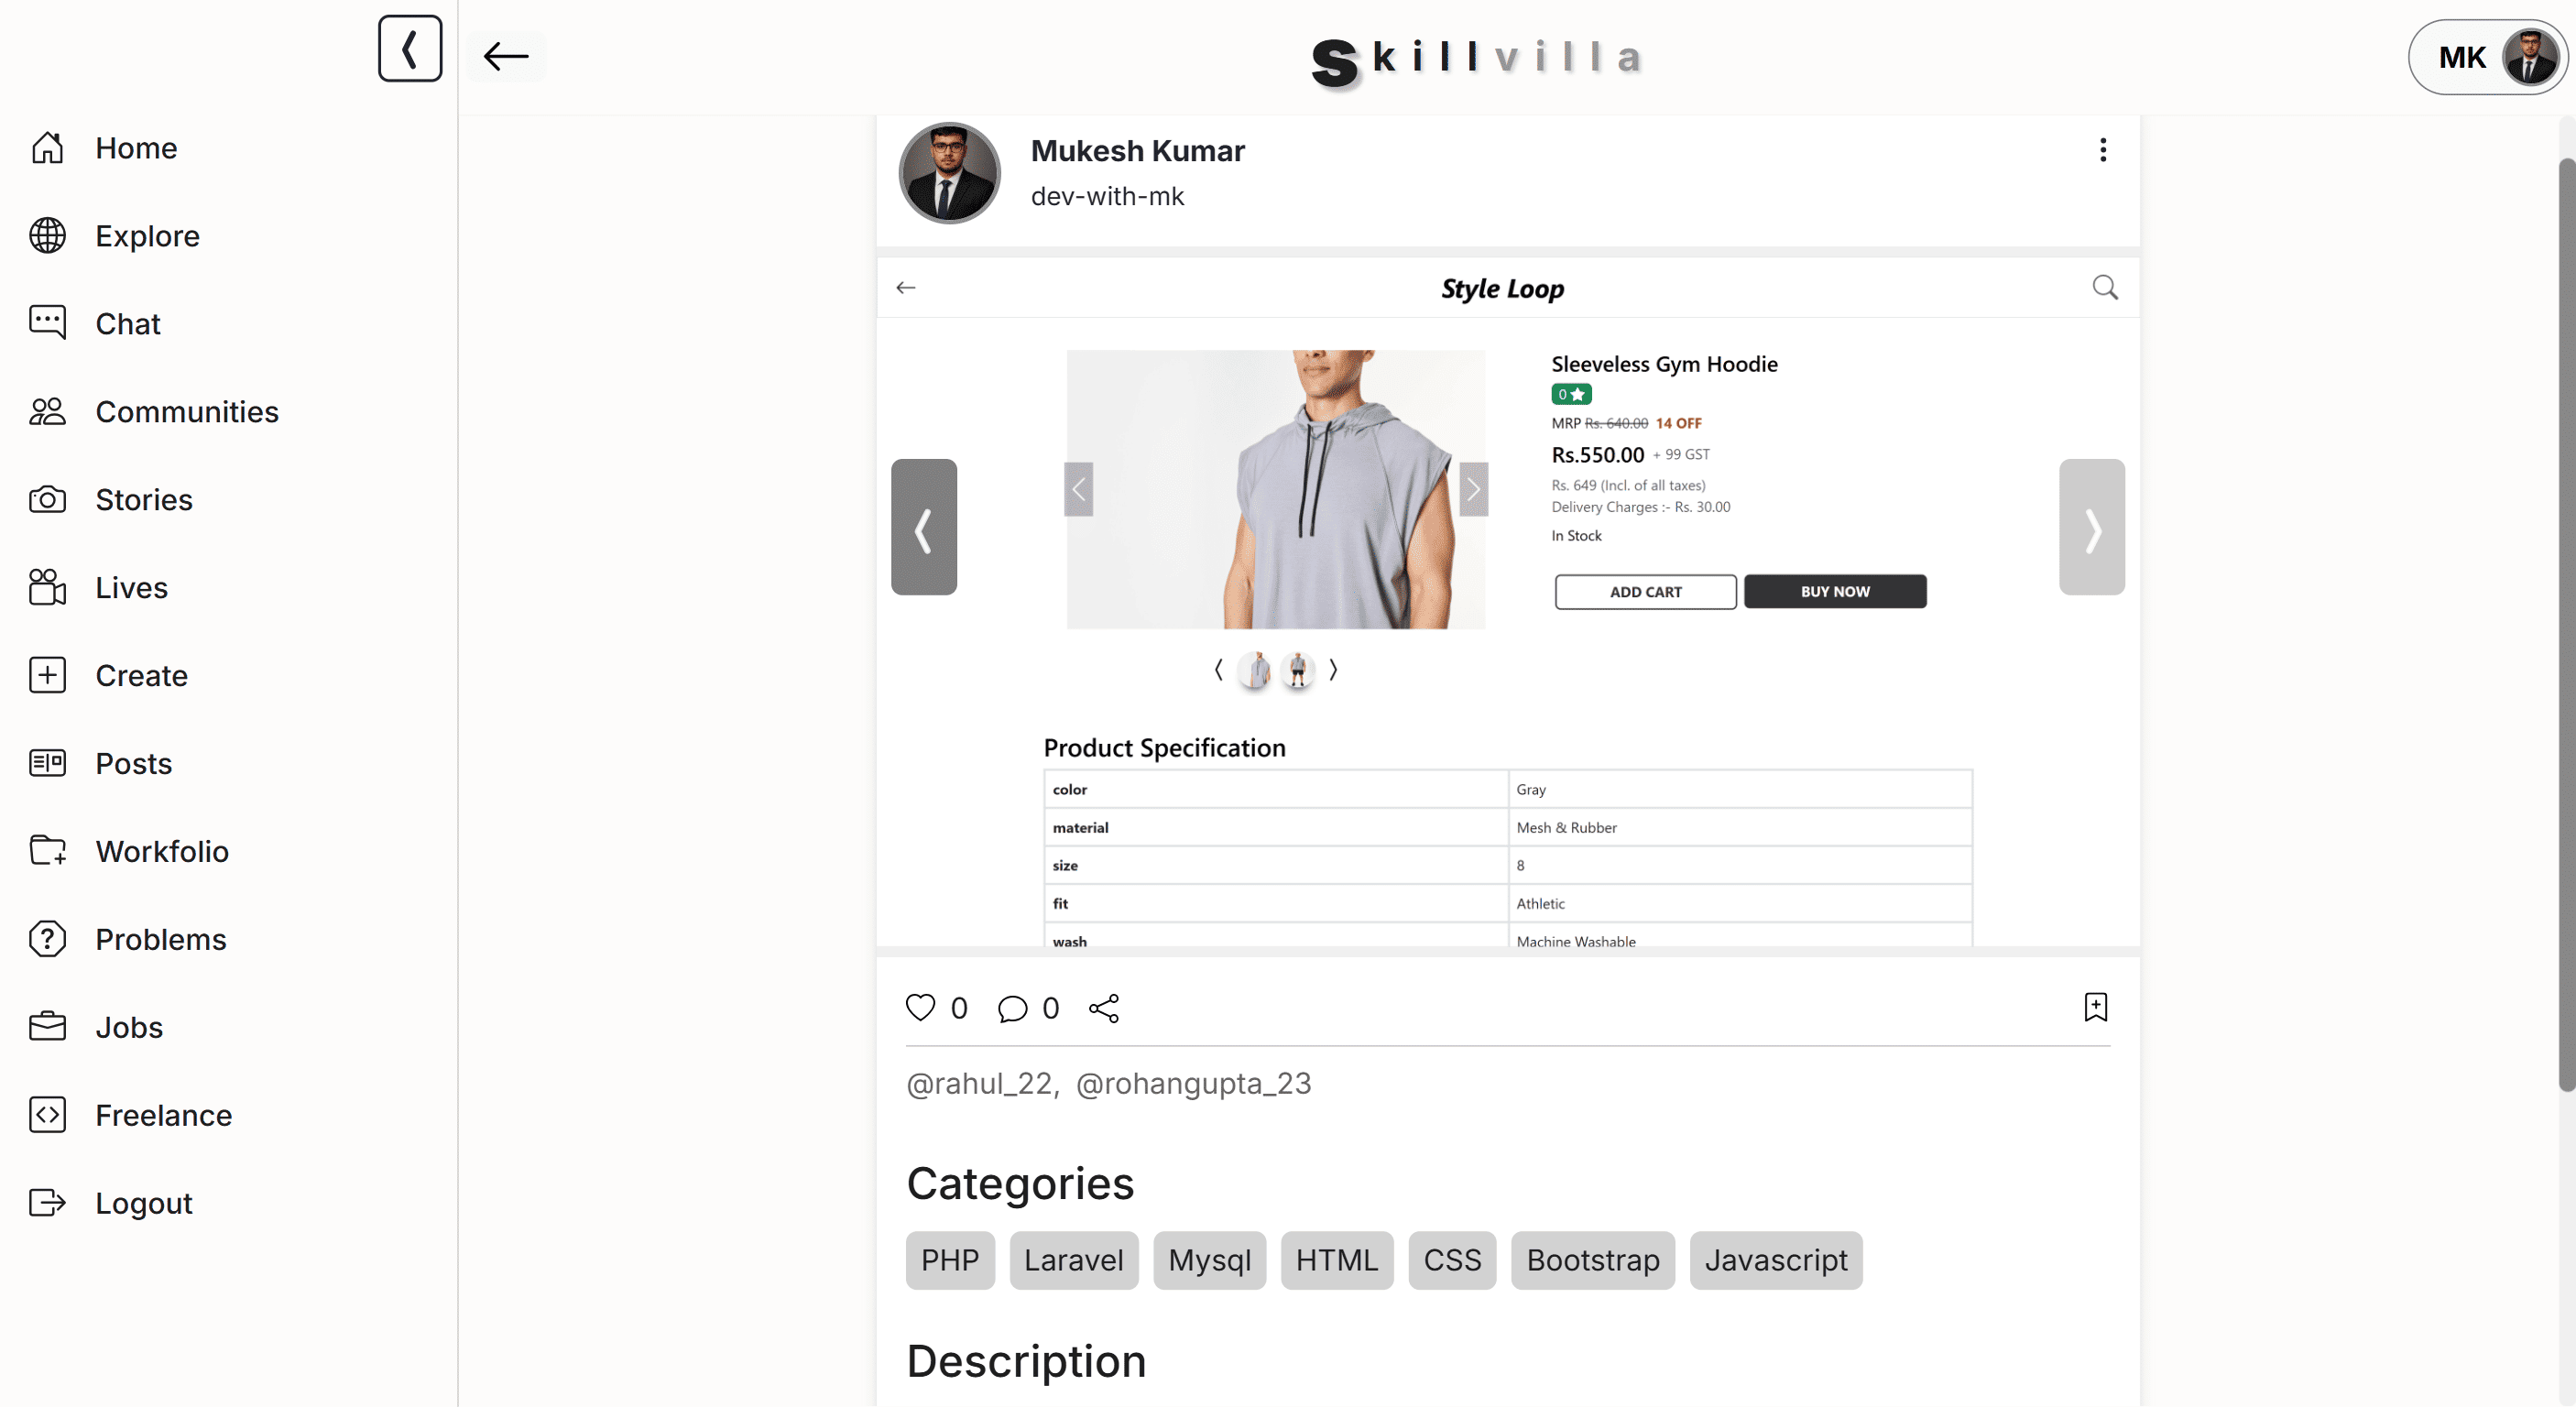 skillvilla
MK
Home
Explore
Chat
Communities
Stories
Lives
Create
Posts
Workfolio
Problems
Jobs
Freelance
Logout
Mukesh Kumar
dev-with-mk
Style Loop
Sleeveless Gym Hoodie
0
MRP Rs. 640.00 14 OFF
Rs.550.00 + 99 GST
Rs. 649 (Incl. of all taxes)
Delivery Charges :- Rs. 30.00
In Stock
ADD CART BUY NOW
Product Specification
color Gray
material Mesh & Rubber
size 8
fit Athletic
wash Machine Washable
0 0
@rahul_22, @rohangupta_23
Categories
PHP Laravel Mysql HTML CSS Bootstrap Javascript
Description